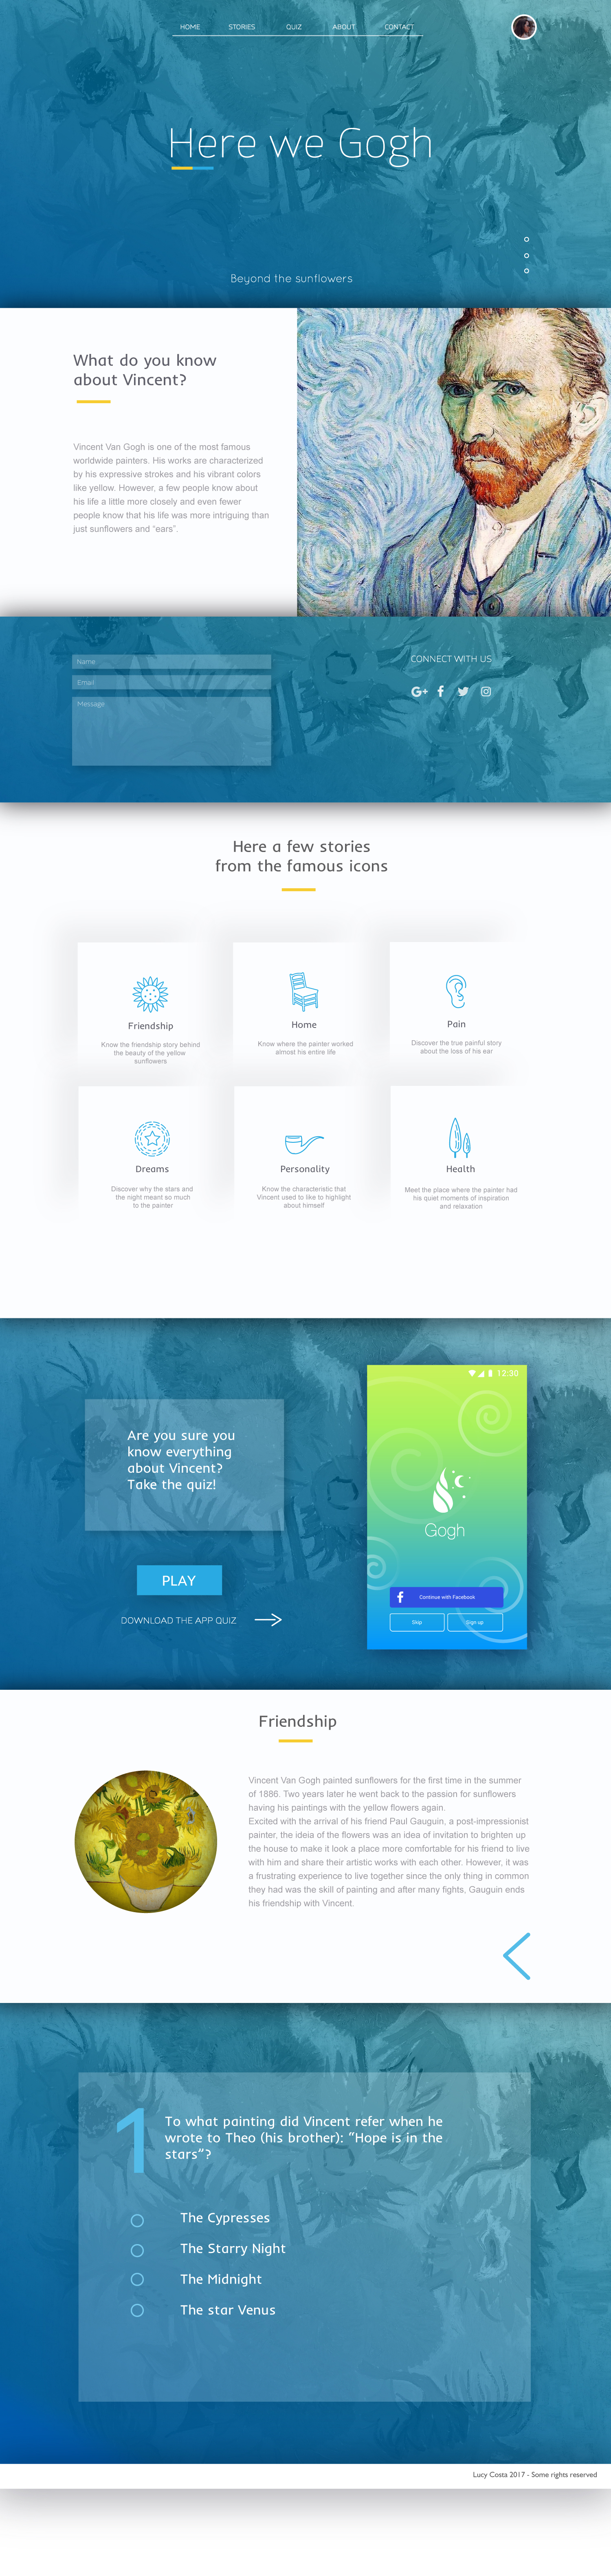 HOME STORIES QUIZ ABOUT CONTACT
Here we Gogh
Beyond the sunflowers
What do you know
about Vincent?
Vincent Van Gogh is one of the most famous
worldwide painters. His works are characterized
by his expressive strokes and his vibrant colors
like yellow. However, a few people know about
his life a little more closely and even fewer
people know that his life was more intriguing than
just sunflowers and “ears”.
Name
Email
Message
CONNECT WITH US
G+
Here a few stories
from the famous icons
Friendship
Know the friendship story behind
the beauty of the yellow
sunflowers
Home
Know where the painter worked
almost his entire life
Pain
Discover the true painful story
about the loss of his ear
Dreams
Discover why the stars and
the night meant so much
to the painter
Personality
Know the characteristic that
Vincent used to like to highlight
about himself
Health
Meet the place where the painter had
his quiet moments of inspiration
and relaxation
Are you sure you
know everything
about Vincent?
Take the quiz!
PLAY
DOWNLOAD THE APP QUIZ
12:30
Gogh
Continue with Facebook
Skip
Sign up
Friendship
Vincent Van Gogh painted sunflowers for the first time in the summer
of 1886. Two years later he went back to the passion for sunflowers
having his paintings with the yellow flowers again.
Excited with the arrival of his friend Paul Gauguin, a post-impressionist
painter, the ideia of the flowers was an idea of invitation to brighten up
the house to make it look a place more comfortable for his friend to live
with him and share their artistic works with each other. However, it was
a frustrating experience to live together since the only thing in common
they had was the skill of painting and after many fights, Gauguin ends
his friendship with Vincent.
1
To what painting did Vincent refer when he
wrote to Theo (his brother): “Hope is in the
stars”?
The Cypresses
The Starry Night
The Midnight
The star Venus
Lucy Costa 2017 - Some rights reserved